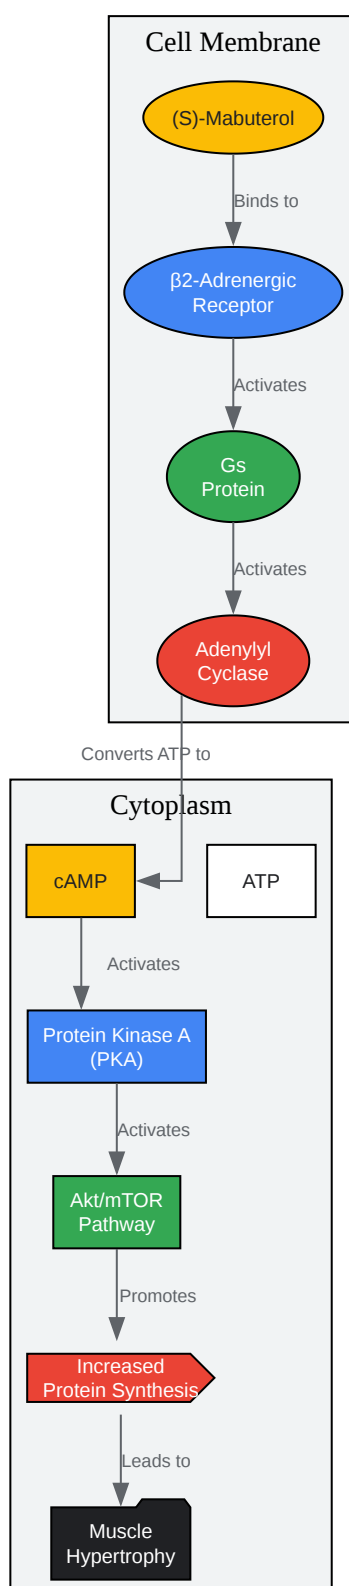 Cell Membrane
(S)-Mabuterol
Binds to
β2-Adrenergic
Receptor
Activates
Gs
Protein
Activates
Adenylyl
Cyclase
Converts ATP to
Cytoplasm
cAMP
ATP
Activates
Protein Kinase A
(PKA)
Activates
Akt/mTOR
Pathway
Promotes
Increased
Protein Synthesis
Leads to
Muscle
Hypertrophy